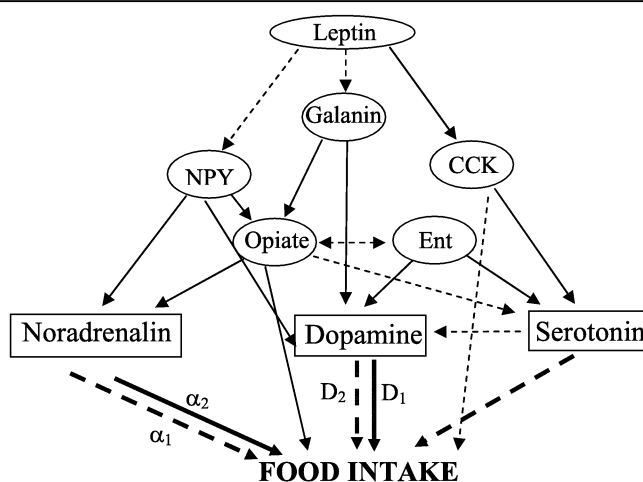 Leptin
Galanin
NPY
CCK
Opiate
Ent
Noradrenalin
Dopamine
Serotonin
α2
α1
D2
D1
FOOD INTAKE